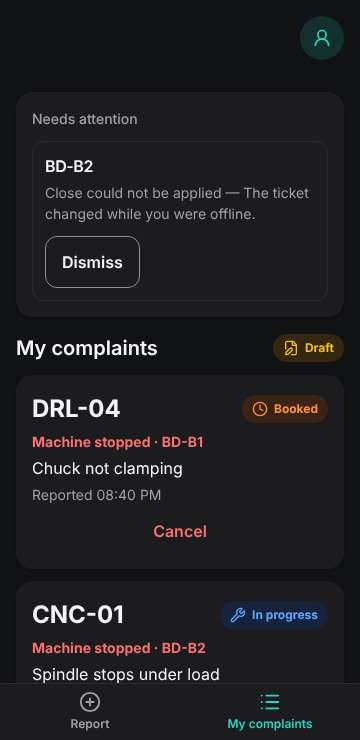 Needs attention
BD-B2
Close could not be applied — The ticket
changed while you were offline.
Dismiss
My complaints
Draft
DRL-04
Booked
Machine stopped · BD-B1
Chuck not clamping
Reported 08:40 PM
Cancel
CNC-01
In progress
Machine stopped · BD-B2
Spindle stops under load
Report
My complaints